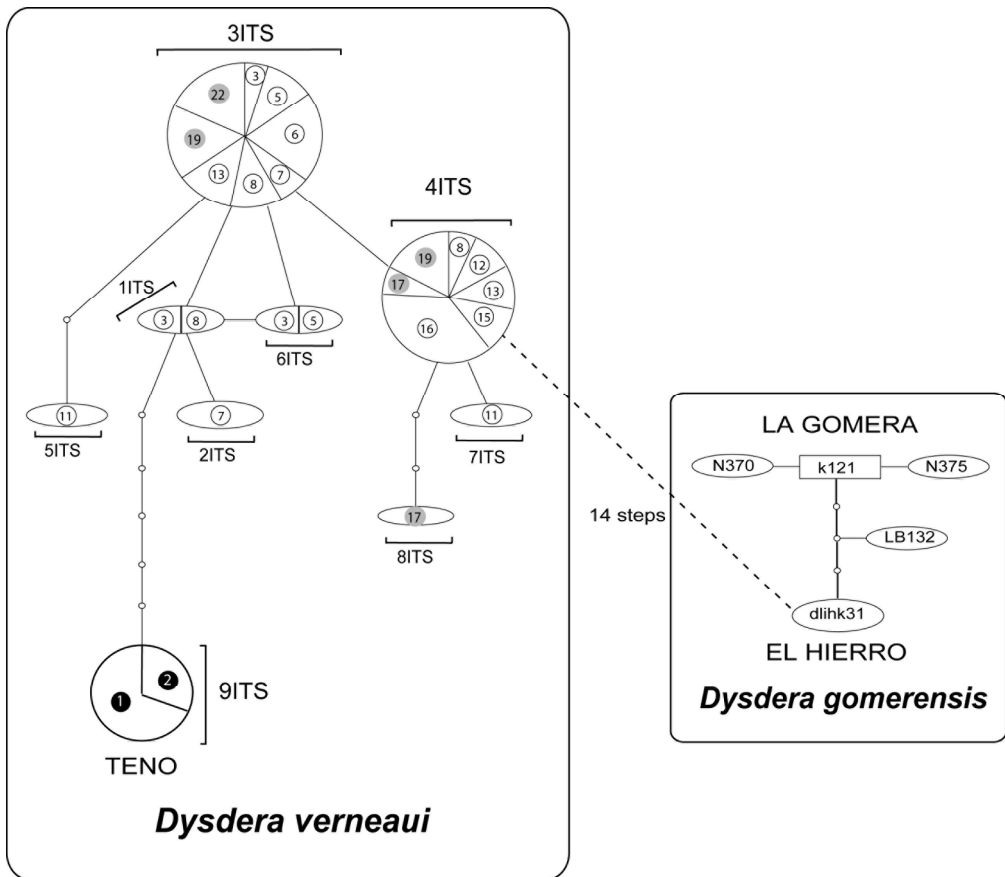 3ITS
3
22
5
6
19
13
8
7
4ITS
8
19
12
17
13
15
16
1ITS
3 8
3 5
6ITS
11
5ITS
7
2ITS
11
7ITS
17
8ITS
14 steps
2
1
9ITS
TENO
Dysdera verneaui
LA GOMERA
N370
k121
N375
LB132
dlihk31
EL HIERRO
Dysdera gomerensis